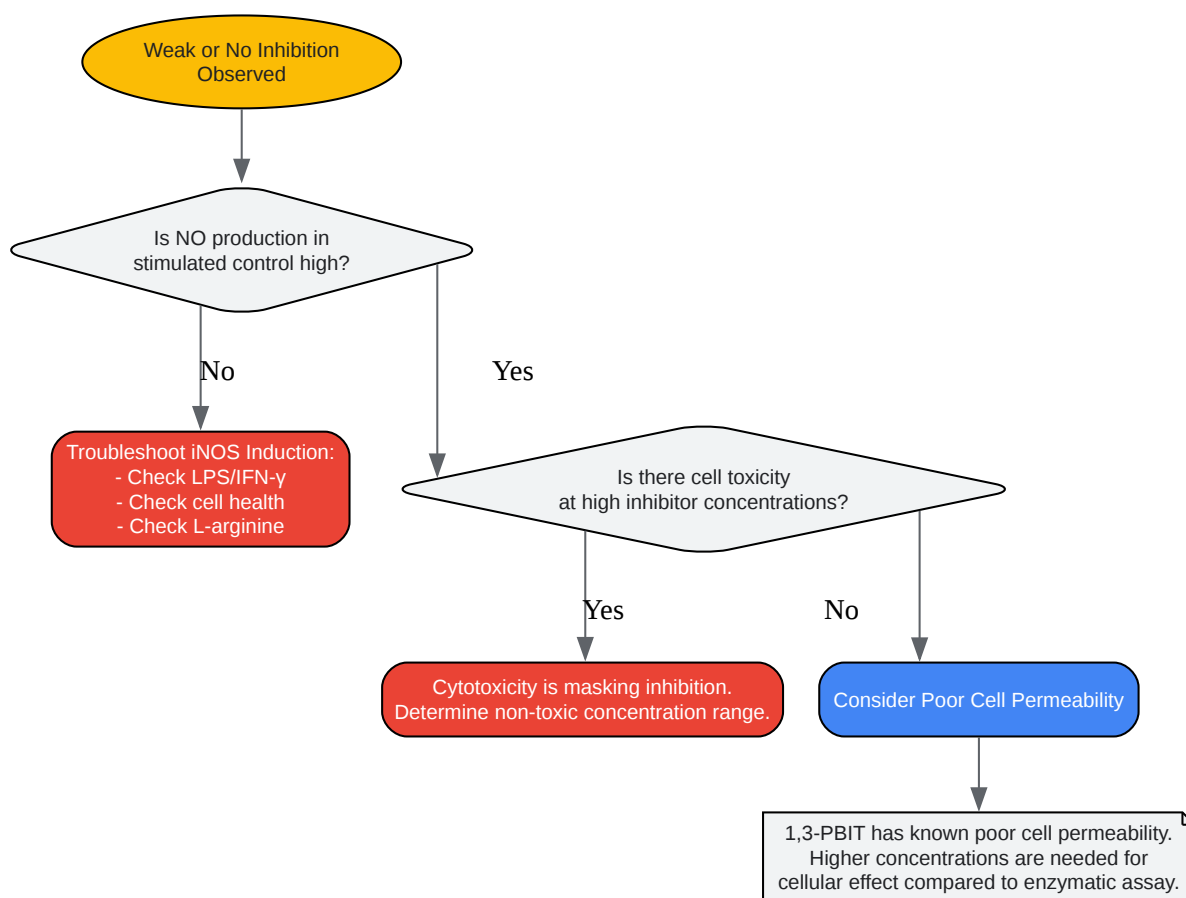 Weak or No Inhibition
Observed
Is NO production in
stimulated control high?
No
Yes
Troubleshoot iNOS Induction:
- Check LPS/IFN-γ
- Check cell health
- Check L-arginine
Is there cell toxicity
at high inhibitor concentrations?
Yes
No
Cytotoxicity is masking inhibition.
Determine non-toxic concentration range.
Consider Poor Cell Permeability
1,3-PBIT has known poor cell permeability.
Higher concentrations are needed for
cellular effect compared to enzymatic assay.